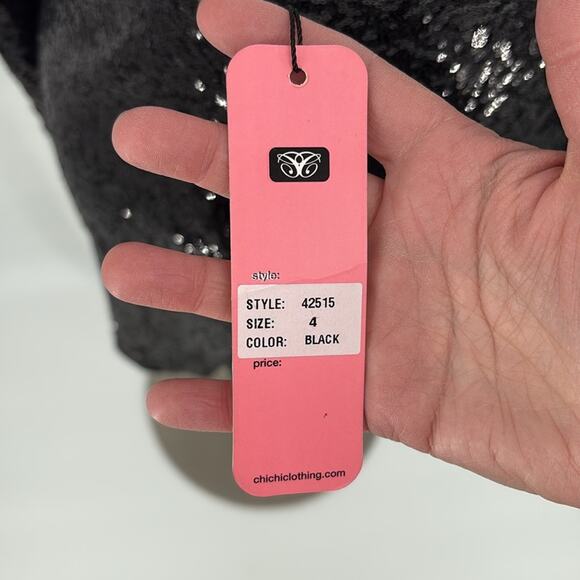 style:
STYLE: 42515
SIZE: 4
COLOR: BLACK
price:
chichiclothing.com